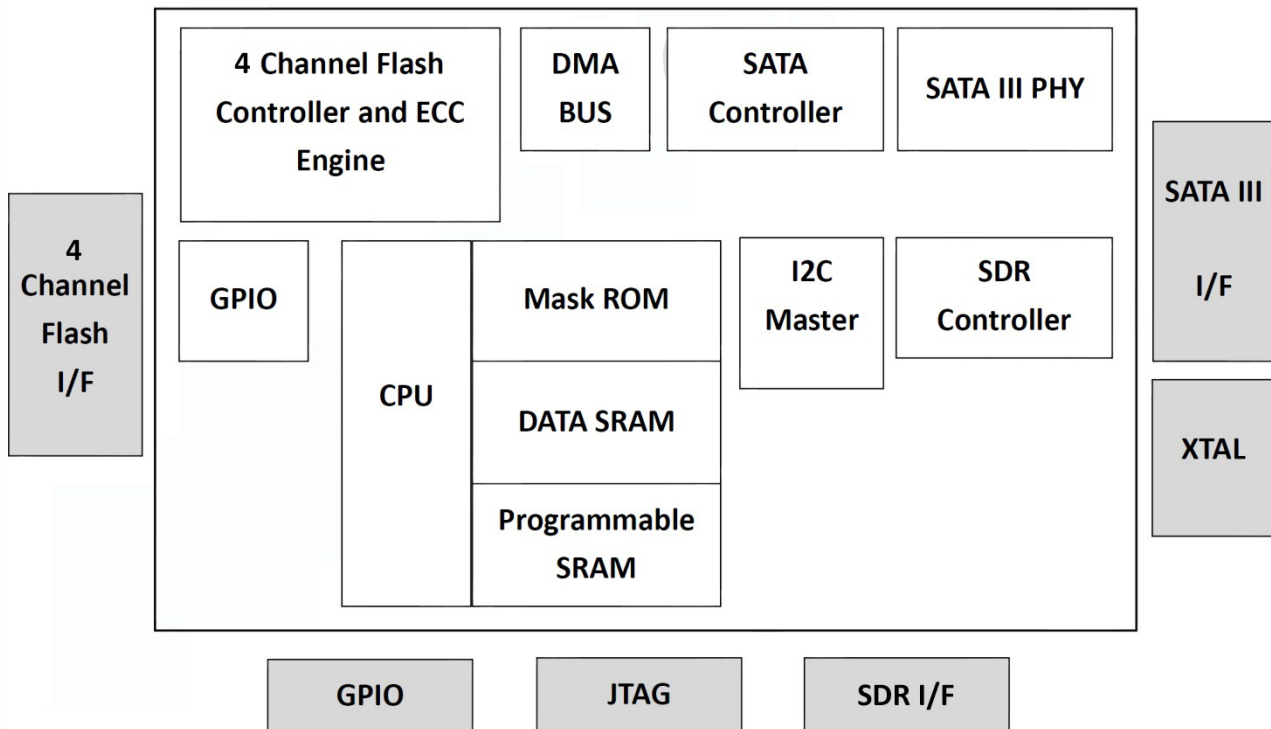 4 Channel Flash
Controller and ECC
Engine
DMA
BUS
SATA
Controller
SATA III PHY
4
Channel
Flash
I/F
GPIO
CPU
Mask ROM
DATA SRAM
Programmable
SRAM
I2C
Master
SDR
Controller
SATA III
I/F
XTAL
GPIO
JTAG
SDR I/F